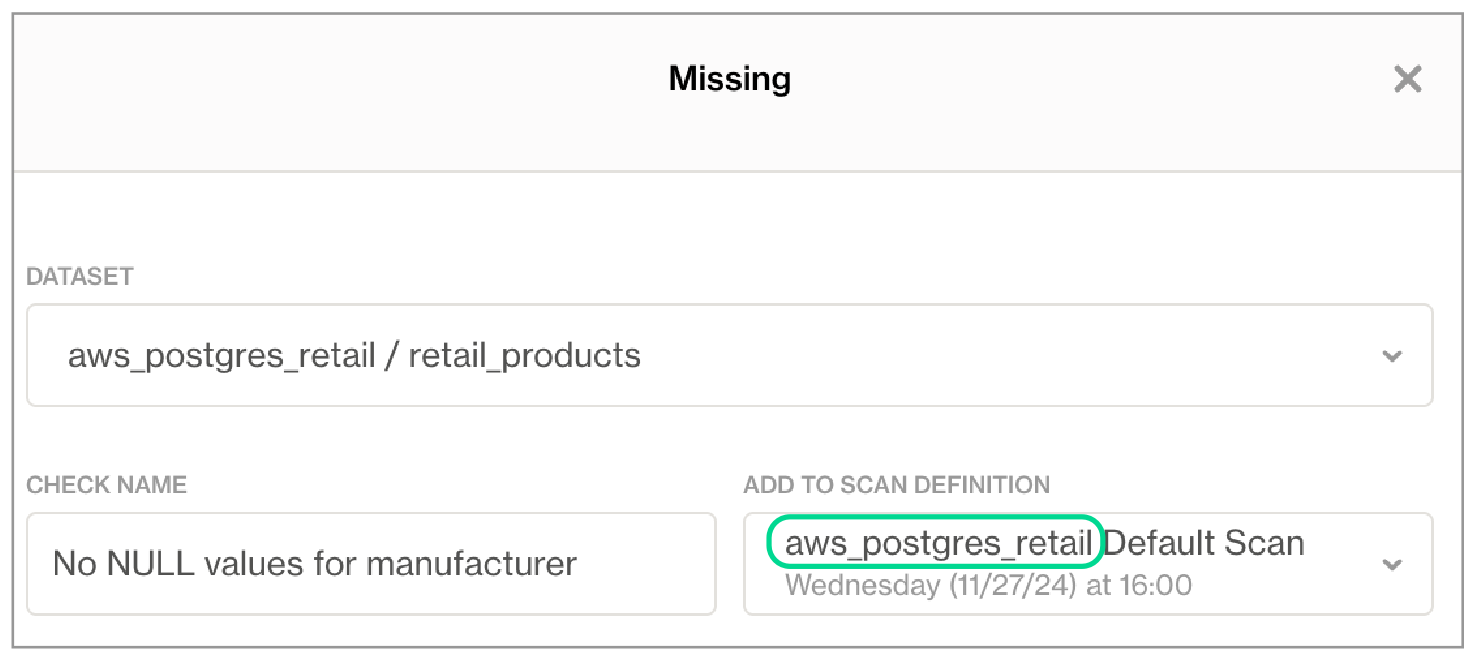 Missing
DATASET
aws_postgres_retail / retail_products
CHECK NAME
ADD TO SCAN DEFINITION
No NULL values for manufacturer
aws_postgres_retail Default Scan
Wednesday (11/27/24) at 16:00